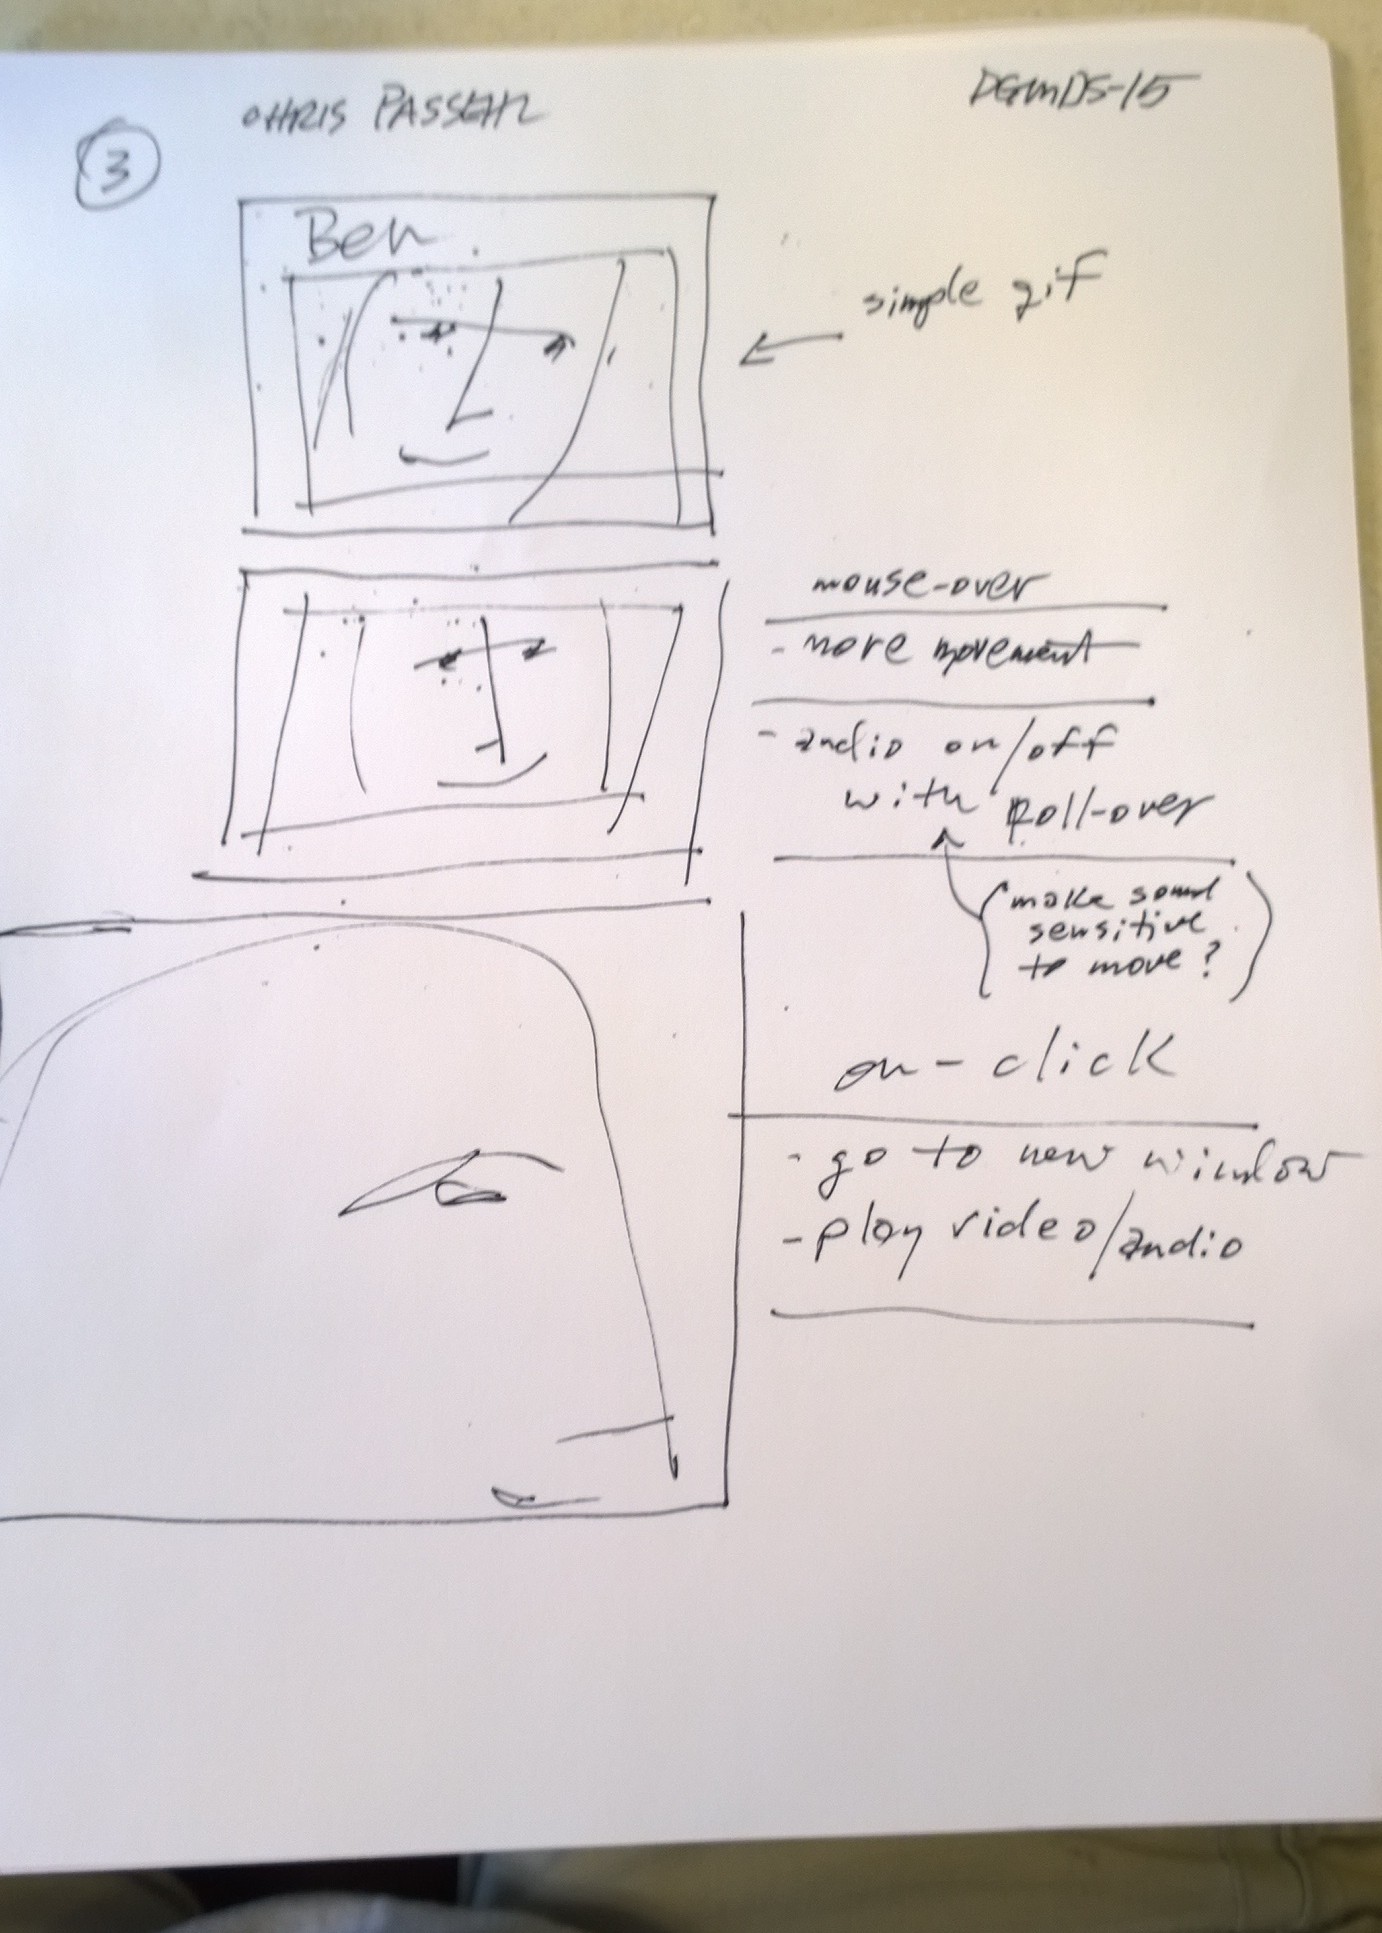 CHRIS PASSEHL
DGMDS-15
3
Ben
simple gif
mouse-over
- more movement
- audio on/off
with roll-over
(make sound
sensitive
to move?)
on-click
- go to new window
- play video/audio